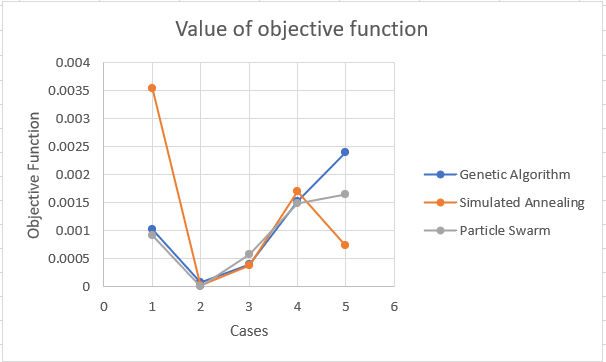 Value of objective function
0.004
0.0035
0.003
0.0025
0.002
0.0015
0.001
0.0005
0
0 1 2 3 4 5 6
Objective Function
Cases
Genetic Algorithm
Simulated Annealing
Particle Swarm